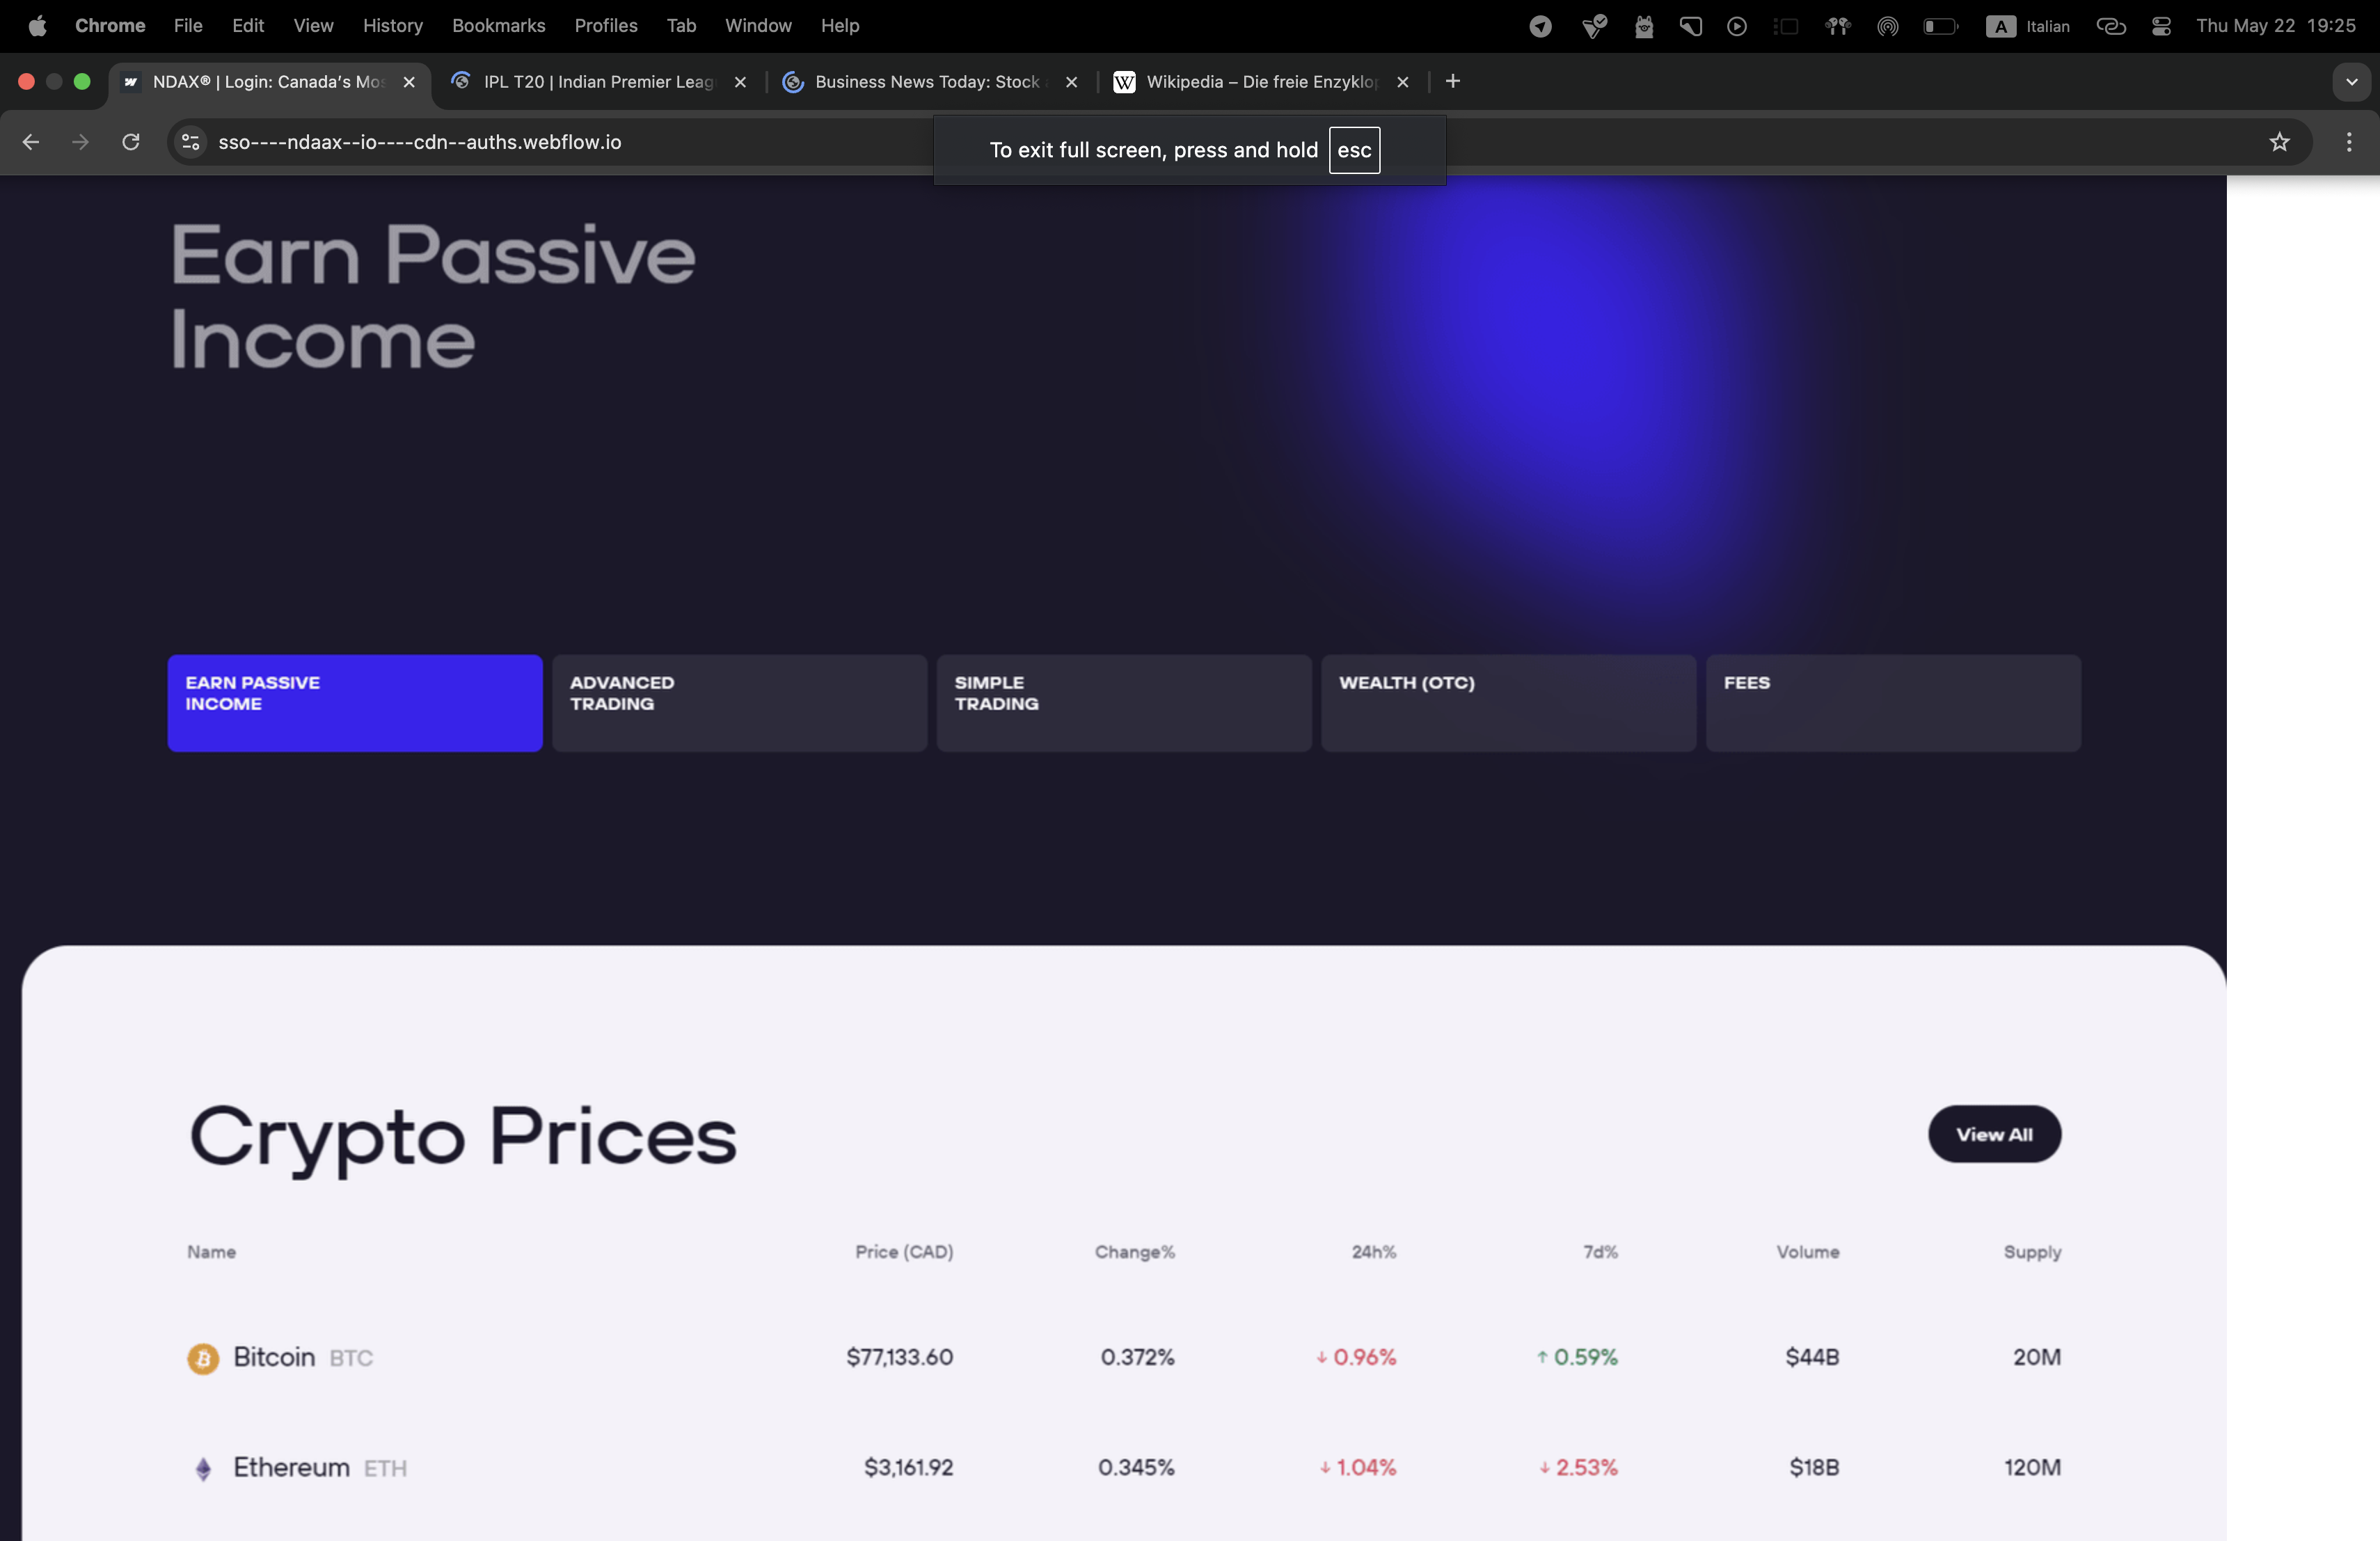 Chrome File Edit View History Bookmarks Profiles Tab Window Help A Italian Thu May 22 19:25
NDAX® | Login: Canada's Mos IPL T20 | Indian Premier Leag Business News Today: Stock W Wikipedia – Die freie Enzyklop
sso----ndaax--io----cdn--auths.webflow.io
To exit full screen, press and hold esc
Earn Passive
Income
EARN PASSIVE
INCOME
ADVANCED
TRADING
SIMPLE
TRADING
WEALTH (OTC)
FEES
Crypto Prices
View All
Name Price (CAD) Change% 24h% 7d% Volume Supply
Bitcoin BTC $77,133.60 0.372% ↓ 0.96% ↑ 0.59% $44B 20M
Ethereum ETH $3,161.92 0.345% ↓ 1.04% ↓ 2.53% $18B 120M